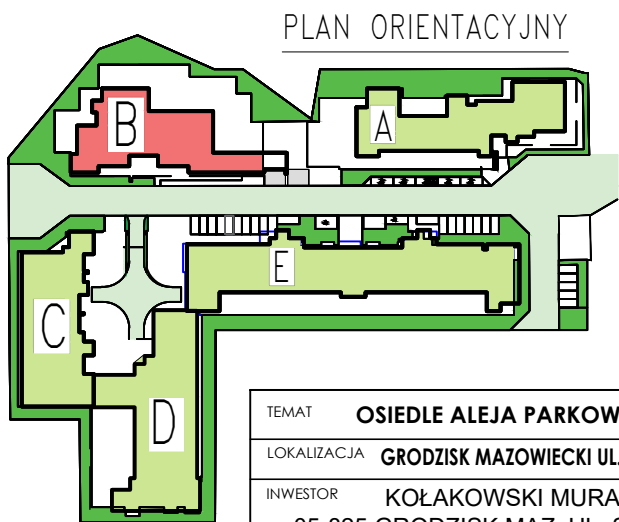 PLAN ORIENTACYJNY
B
A
E
C
D
TEMAT OSIEDLE ALEJA PARKOW
LOKALIZACJA GRODZISK MAZOWIECKI UL.
INWESTOR KOŁAKOWSKI MURA